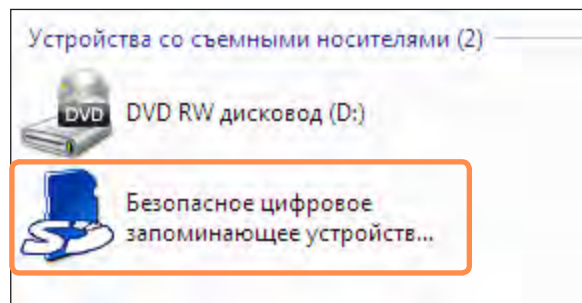 Устройства со съемными носителями (2)
DVD
DVD RW дисковод (D:)
SD
Безопасное цифровое
запоминающее устройств...